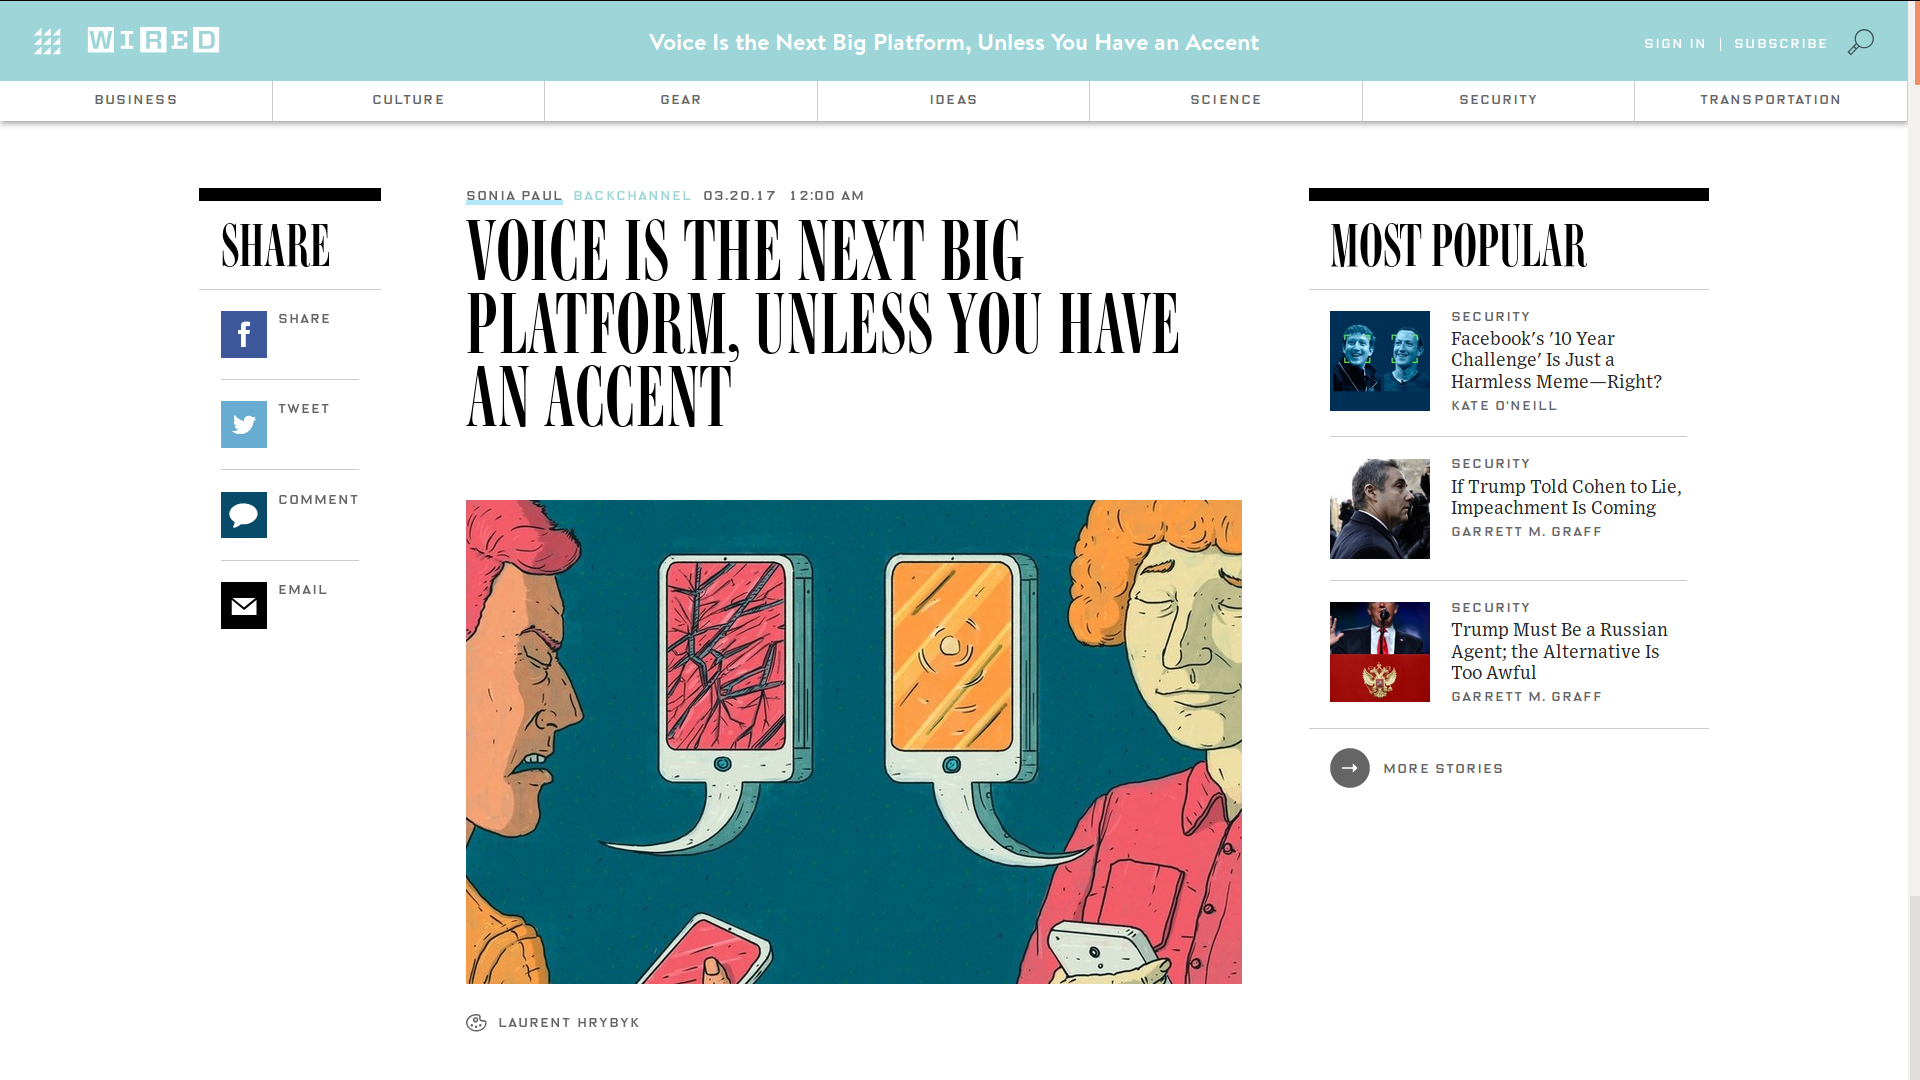 WIRED
Voice Is the Next Big Platform, Unless You Have an Accent
SIGN IN | SUBSCRIBE
BUSINESS
CULTURE
GEAR
IDEAS
SCIENCE
SECURITY
TRANSPORTATION
SHARE
SHARE
TWEET
COMMENT
EMAIL
SONIA PAUL BACKCHANNEL 03.20.17 12:00 AM
VOICE IS THE NEXT BIG
PLATFORM, UNLESS YOU HAVE
AN ACCENT
LAURENT HRYBYK
MOST POPULAR
SECURITY
Facebook's '10 Year
Challenge' Is Just a
Harmless Meme—Right?
KATE O'NEILL
SECURITY
If Trump Told Cohen to Lie,
Impeachment Is Coming
GARRETT M. GRAFF
SECURITY
Trump Must Be a Russian
Agent; the Alternative Is
Too Awful
GARRETT M. GRAFF
MORE STORIES